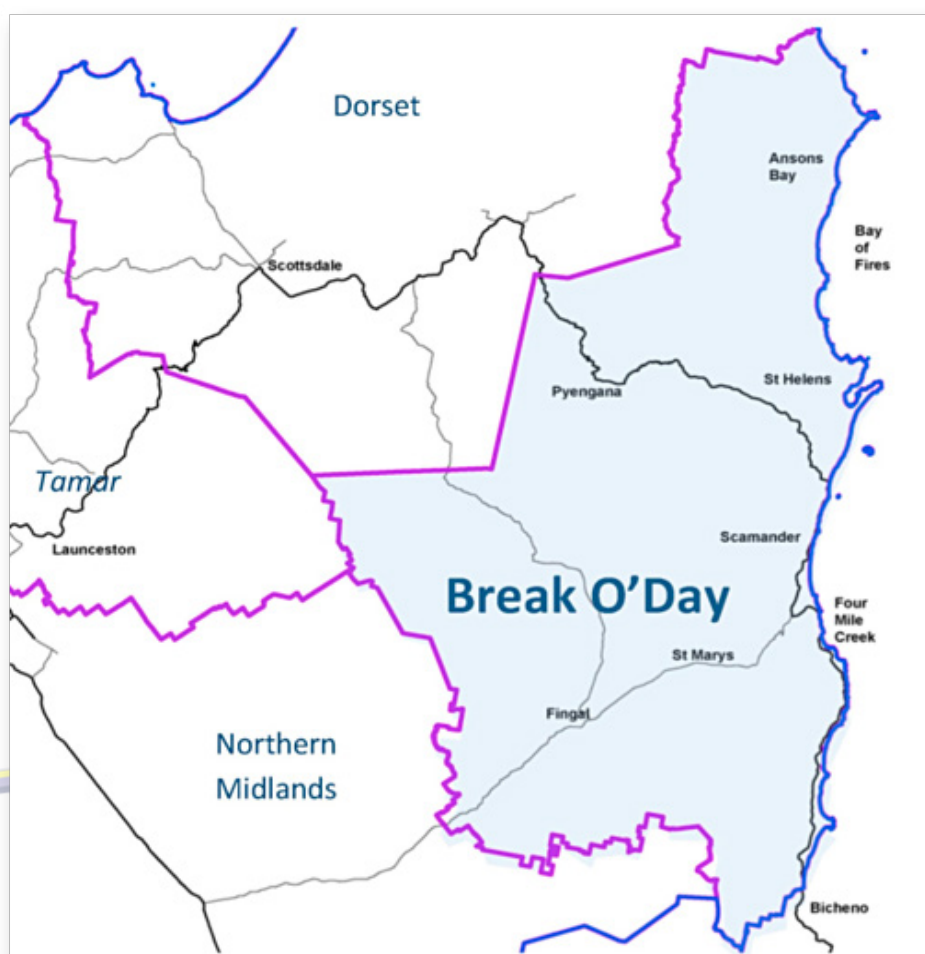 Dorset
Ansons
Bay
Bay
of
Fires
Scottsdale
St Helens
Pyengana
Tamar
Scamander
Launceston
Break O’Day
Four
Mile
Creek
St Marys
Fingal
Northern
Midlands
Bicheno